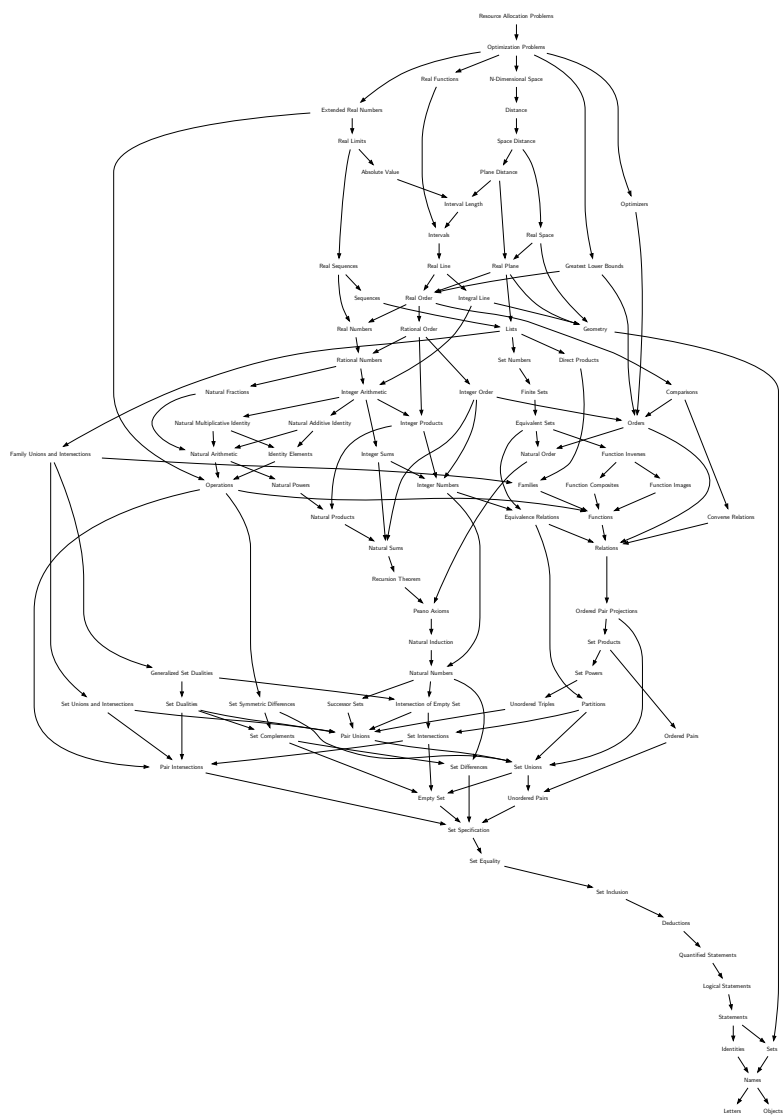 Resource Allocation Problems
Optimization Problems
Real Functions
N-Dimensional Space
Extended Real Numbers
Distance
Real Limits
Space Distance
Absolute Value
Plane Distance
Interval Length
Optimizers
Intervals
Real Space
Real Sequences
Real Line
Real Plane
Greatest Lower Bounds
Sequences
Real Order
Integral Line
Real Numbers
Rational Order
Lists
Geometry
Rational Numbers
Set Numbers
Direct Products
Natural Fractions
Integer Arithmetic
Integer Order
Finite Sets
Comparisons
Natural Multiplicative Identity
Natural Additive Identity
Integer Products
Equivalent Sets
Orders
Family Unions and Intersections
Natural Arithmetic
Identity Elements
Integer Sums
Natural Order
Function Inverses
Operations
Natural Powers
Integer Numbers
Families
Function Composites
Function Images
Natural Products
Equivalence Relations
Functions
Converse Relations
Natural Sums
Relations
Recursion Theorem
Peano Axioms
Ordered Pair Projections
Natural Induction
Set Products
Generalized Set Dualities
Natural Numbers
Set Powers
Set Unions and Intersections
Set Dualities
Set Symmetric Differences
Successor Sets
Intersection of Empty Set
Unordered Triples
Partitions
Set Complements
Pair Unions
Set Intersections
Ordered Pairs
Pair Intersections
Set Differences
Set Unions
Empty Set
Unordered Pairs
Set Specification
Set Equality
Set Inclusion
Deductions
Quantified Statements
Logical Statements
Statements
Identities
Sets
Names
Letters
Objects